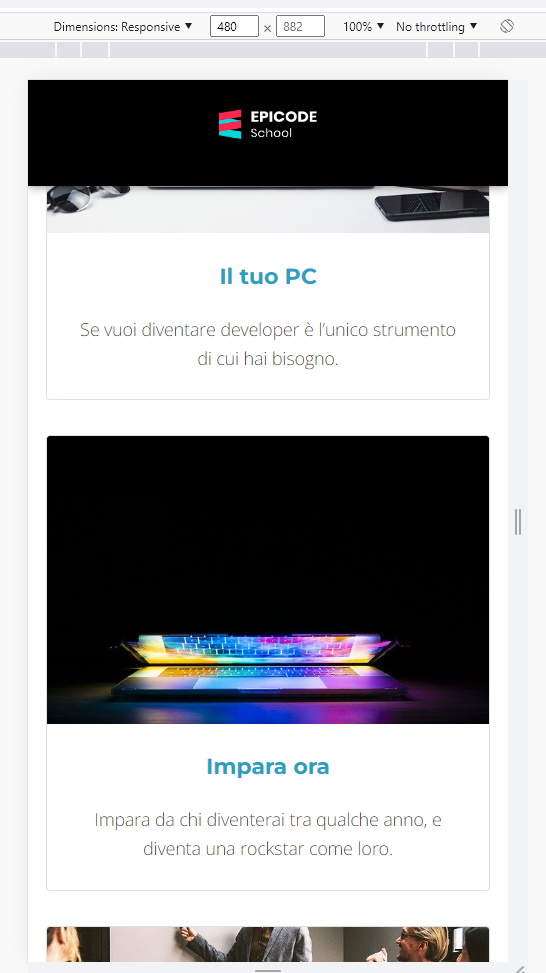 Dimensions: Responsive ▼ 480 × 882 100% ▼ No throttling ▼
EPICODE
School
Il tuo PC
Se vuoi diventare developer è l’unico strumento
di cui hai bisogno.
Impara ora
Impara da chi diventerai tra qualche anno, e
diventa una rockstar come loro.